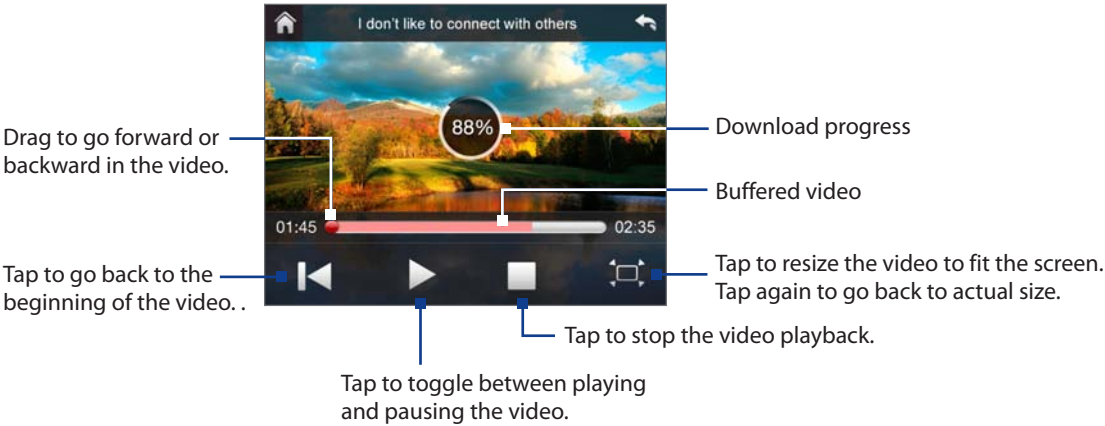 I don't like to connect with others
88%
Drag to go forward or
backward in the video.
Download progress
Buffered video
01:45
02:35
Tap to go back to the
beginning of the video. .
Tap to resize the video to fit the screen.
Tap again to go back to actual size.
Tap to stop the video playback.
Tap to toggle between playing
and pausing the video.